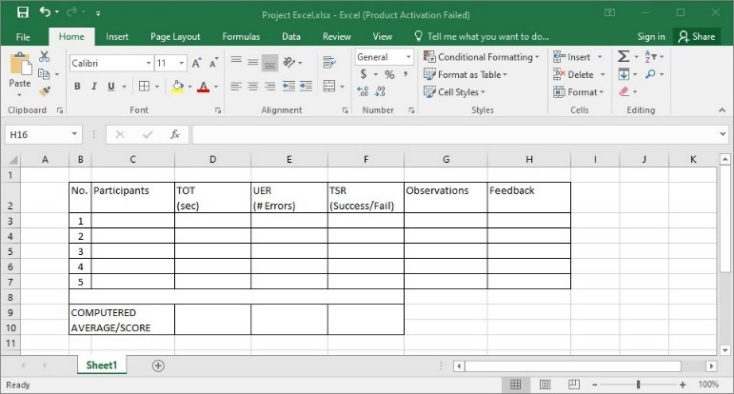 Project Excel.xlsx - Excel (Product Activation Failed)
File Home Insert Page Layout Formulas Data Review View Tell me what you want to do... Sign in Share
Paste
Calibri 11 A A
B I U A
General
$ % ,
Conditional Formatting
Format as Table
Cell Styles
Insert
Delete
Format
Clipboard Font Alignment Number Styles Cells Editing
H16 fx
A B C D E F G H I J K
1
No. Participants TOT UER TSR Observations Feedback
2 (sec) (# Errors) (Success/Fail)
3 1
4 2
5 3
6 4
7 5
8
9 COMPUTERED
10 AVERAGE/SCORE
11
Sheet1
Ready 100%